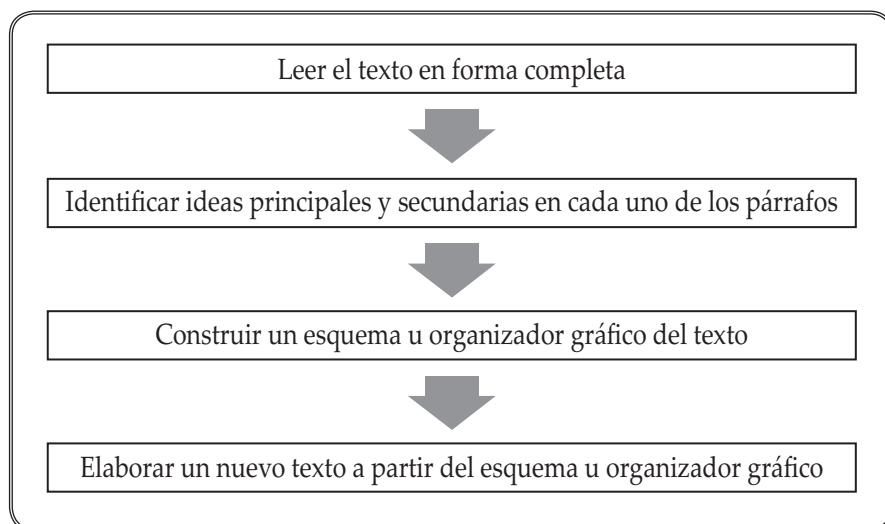 Leer el texto en forma completa
Identificar ideas principales y secundarias en cada uno de los párrafos
Construir un esquema u organizador gráfico del texto
Elaborar un nuevo texto a partir del esquema u organizador gráfico